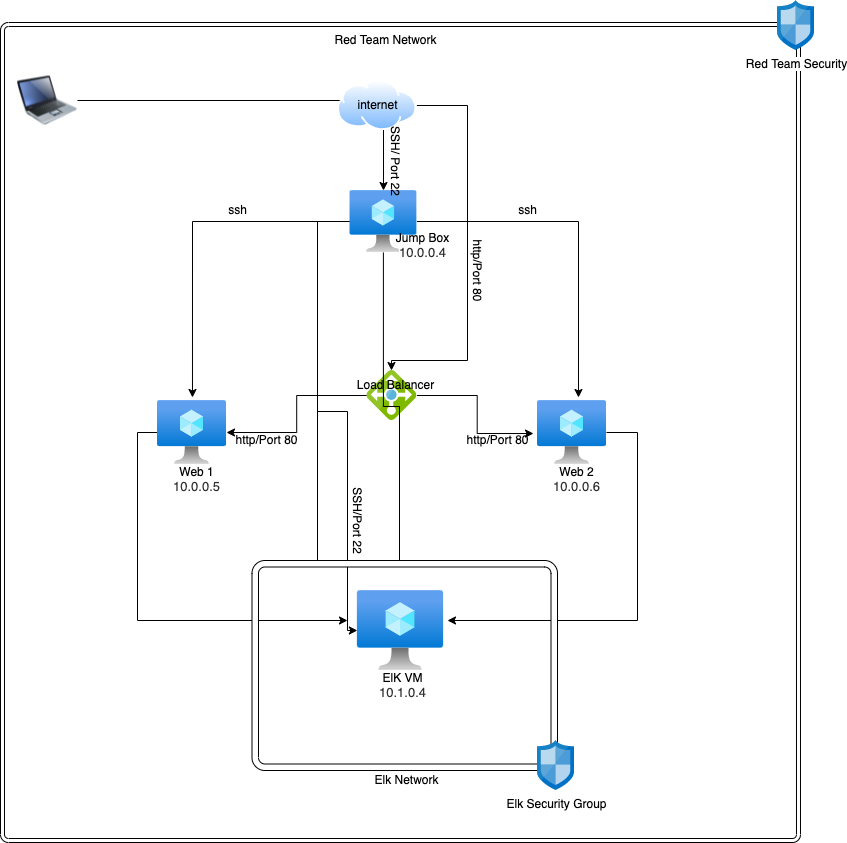 Red Team Network
Red Team Security
internet
SSH/ Port 22
ssh
ssh
Jump Box
10.0.0.4
http/Port 80
Load Balancer
http/Port 80
http/Port 80
Web 1
10.0.0.5
Web 2
10.0.0.6
SSH/Port 22
ElK VM
10.1.0.4
Elk Network
Elk Security Group